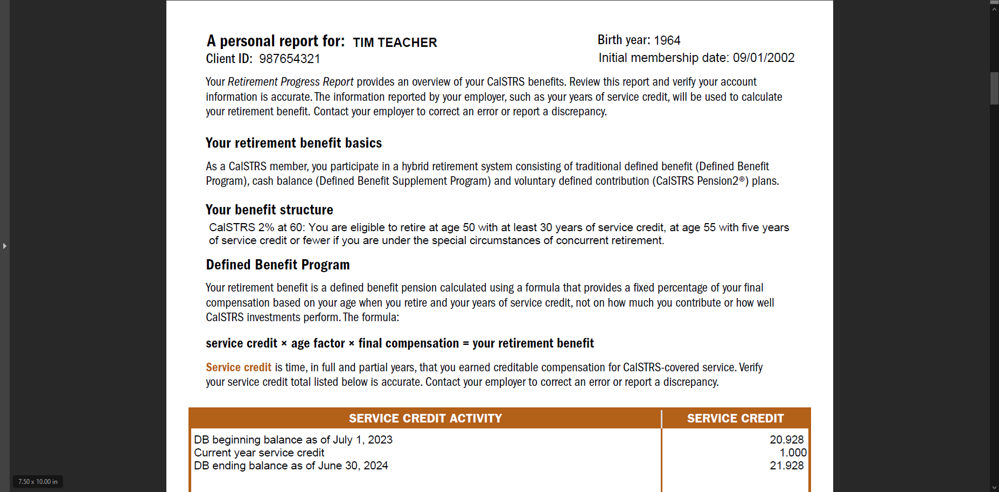 A personal report for: TIM TEACHER
Birth year: 1964
Client ID: 987654321
Initial membership date: 09/01/2002
Your Retirement Progress Report provides an overview of your CalSTRS benefits. Review this report and verify your account
information is accurate. The information reported by your employer, such as your years of service credit, will be used to calculate
your retirement benefit. Contact your employer to correct an error or report a discrepancy.
Your retirement benefit basics
As a CalSTRS member, you participate in a hybrid retirement system consisting of traditional defined benefit (Defined Benefit
Program), cash balance (Defined Benefit Supplement Program) and voluntary defined contribution (CalSTRS Pension2®) plans.
Your benefit structure
CalSTRS 2% at 60: You are eligible to retire at age 50 with at least 30 years of service credit, at age 55 with five years
of service credit or fewer if you are under the special circumstances of concurrent retirement.
Defined Benefit Program
Your retirement benefit is a defined benefit pension calculated using a formula that provides a fixed percentage of your final
compensation based on your age when you retire and your years of service credit, not on how much you contribute or how well
CalSTRS investments perform. The formula:
service credit × age factor × final compensation = your retirement benefit
Service credit is time, in full and partial years, that you earned creditable compensation for CalSTRS-covered service. Verify
your service credit total listed below is accurate. Contact your employer to correct an error or report a discrepancy.
SERVICE CREDIT ACTIVITY SERVICE CREDIT
DB beginning balance as of July 1, 2023 20.928
Current year service credit 1.000
DB ending balance as of June 30, 2024 21.928
7.50 x 10.00 in